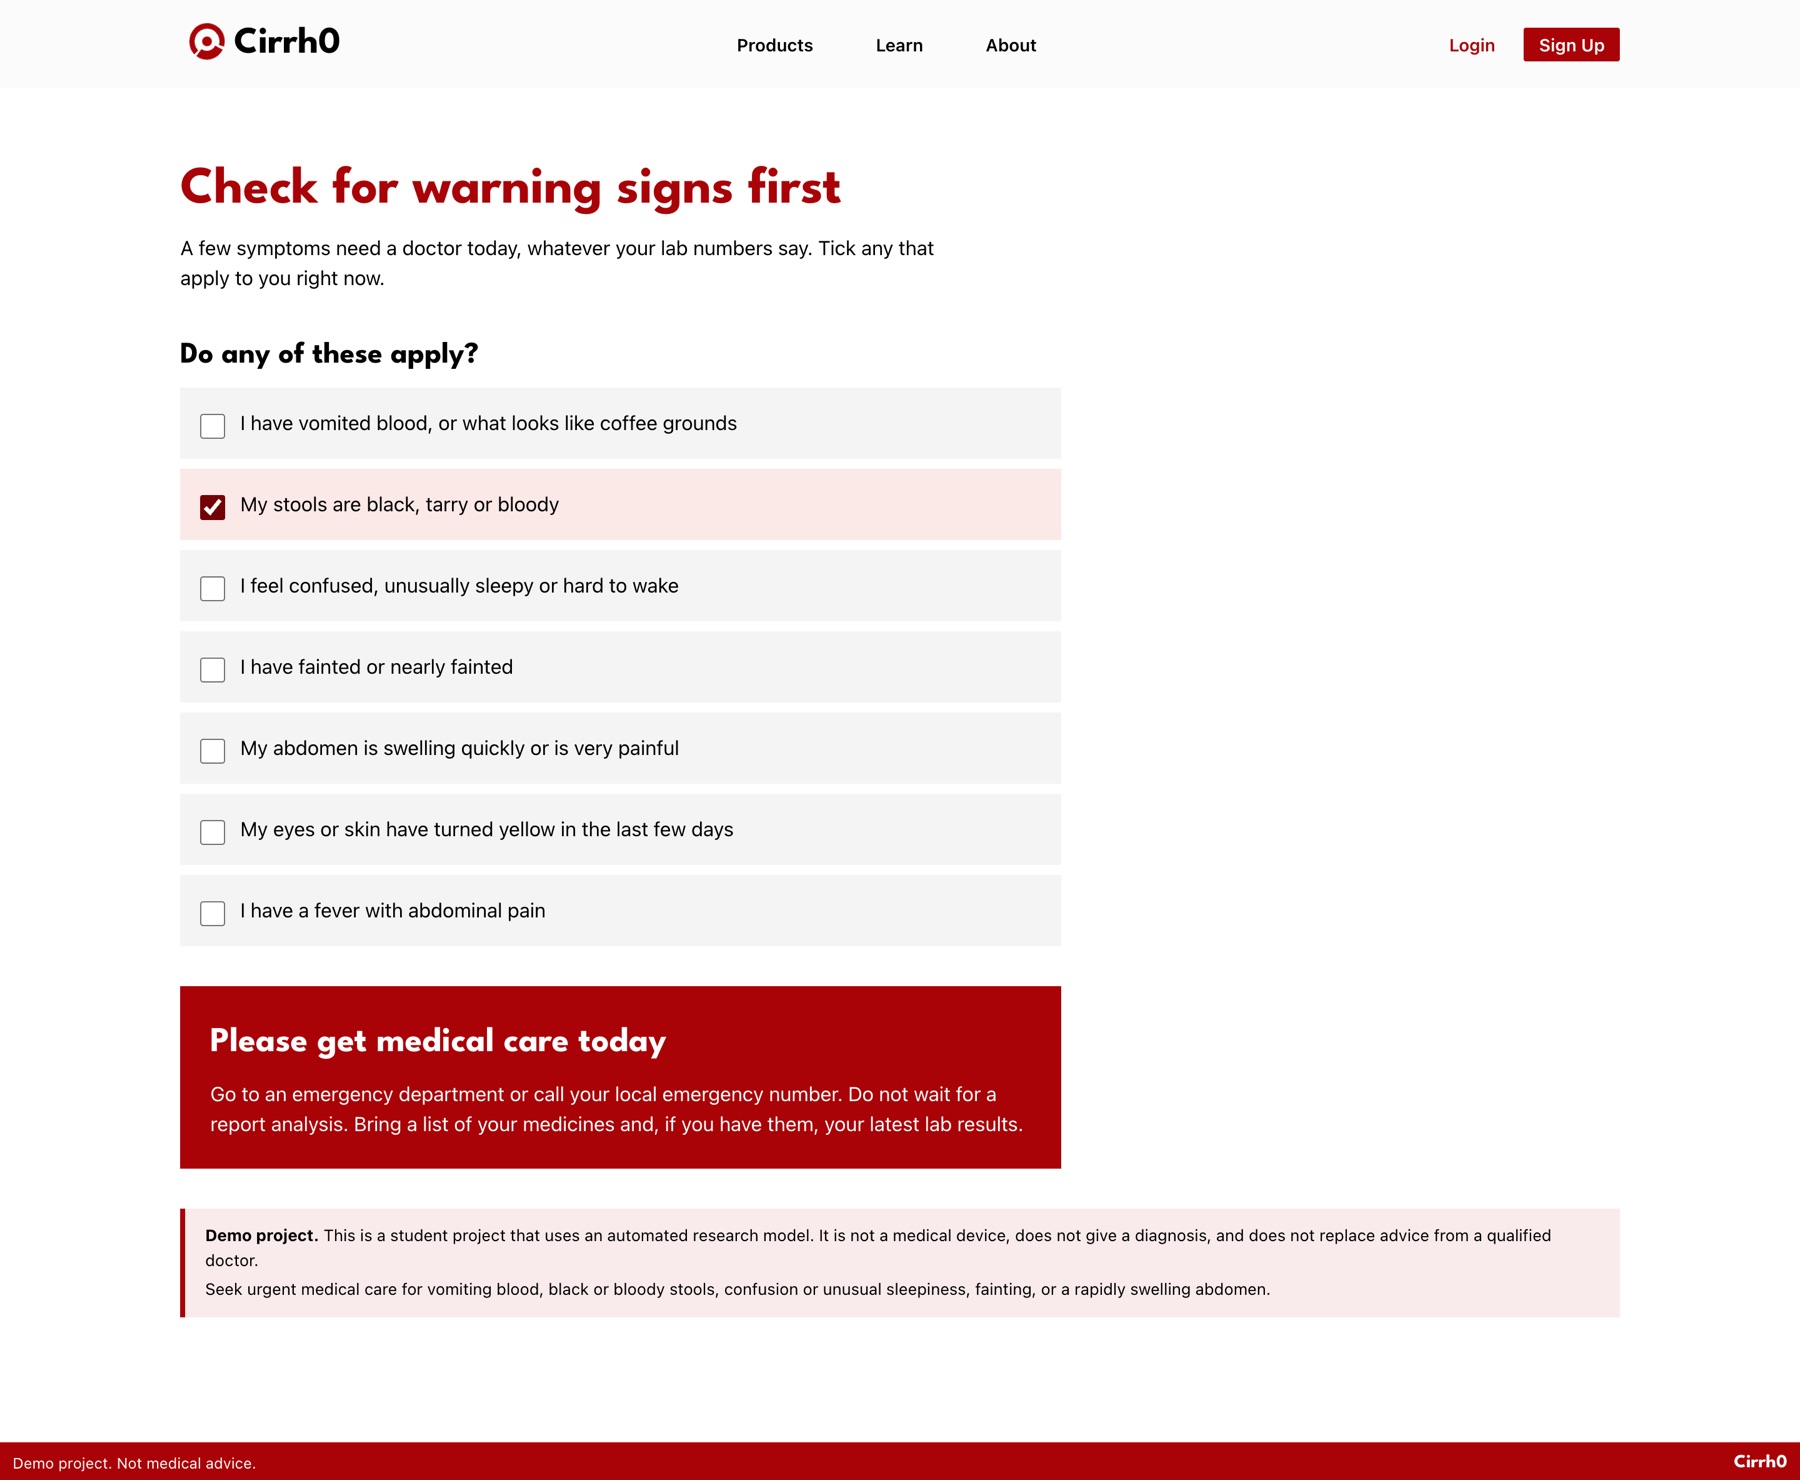 Cirrh0
Products
Learn
About
Login
Sign Up
Check for warning signs first
A few symptoms need a doctor today, whatever your lab numbers say. Tick any that
apply to you right now.
Do any of these apply?
I have vomited blood, or what looks like coffee grounds
My stools are black, tarry or bloody
I feel confused, unusually sleepy or hard to wake
I have fainted or nearly fainted
My abdomen is swelling quickly or is very painful
My eyes or skin have turned yellow in the last few days
I have a fever with abdominal pain
Please get medical care today
Go to an emergency department or call your local emergency number. Do not wait for a
report analysis. Bring a list of your medicines and, if you have them, your latest lab results.
Demo project. This is a student project that uses an automated research model. It is not a medical device, does not give a diagnosis, and does not replace advice from a qualified
doctor.
Seek urgent medical care for vomiting blood, black or bloody stools, confusion or unusual sleepiness, fainting, or a rapidly swelling abdomen.
Demo project. Not medical advice.
Cirrh0